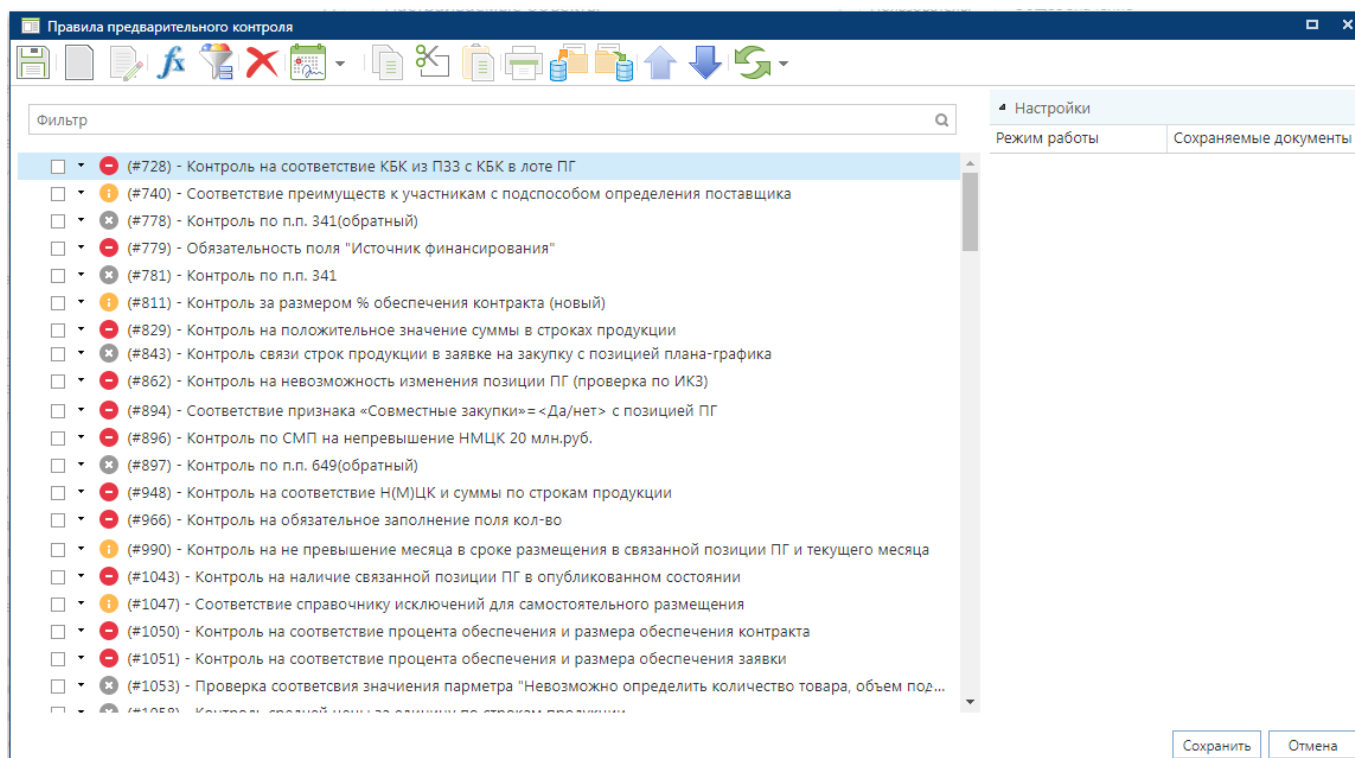 Правила предварительного контроля
Фильтр
(#728) - Контроль на соответствие КБК из ПЗЗ с КБК в лоте ПГ
(#740) - Соответствие преимуществ к участникам с подспособом определения поставщика
(#778) - Контроль по п.п. 341(обратный)
(#779) - Обязательность поля "Источник финансирования"
(#781) - Контроль по п.п. 341
(#811) - Контроль за размером % обеспечения контракта (новый)
(#829) - Контроль на положительное значение суммы в строках продукции
(#843) - Контроль связи строк продукции в заявке на закупку с позицией плана-графика
(#862) - Контроль на невозможность изменения позиции ПГ (проверка по ИКЗ)
(#894) - Соответствие признака «Совместные закупки»=<Да/нет> с позицией ПГ
(#896) - Контроль по СМП на непревышение НМЦК 20 млн.руб.
(#897) - Контроль по п.п. 649(обратный)
(#948) - Контроль на соответствие Н(М)ЦК и суммы по строкам продукции
(#966) - Контроль на обязательное заполнение поля кол-во
(#990) - Контроль на не превышение месяца в сроке размещения в связанной позиции ПГ и текущего месяца
(#1043) - Контроль на наличие связанной позиции ПГ в опубликованном состоянии
(#1047) - Соответствие справочнику исключений для самостоятельного размещения
(#1050) - Контроль на соответствие процента обеспечения и размера обеспечения контракта
(#1051) - Контроль на соответствие процента обеспечения и размера обеспечения заявки
(#1053) - Проверка соответсвия значиения парметра "Невозможно определить количество товара, объем под...
(#1058) - Контроль средней цены за единицу по строкам продукции
Настройки
Режим работы Сохраняемые документы
Сохранить Отмена